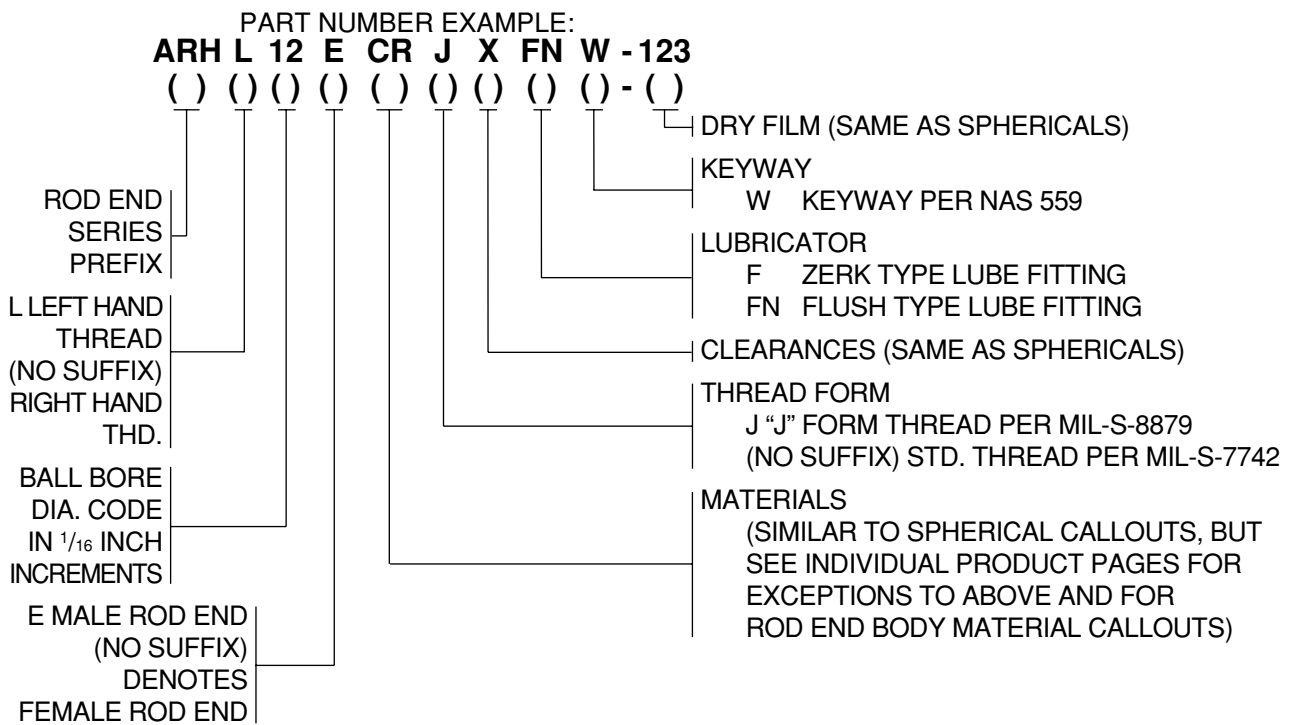 PART NUMBER EXAMPLE:
ARH L 12 E CR J X FN W - 123
( ) ( ) ( ) ( ) ( ) ( ) ( ) ( ) ( ) - ( )
DRY FILM (SAME AS SPHERICALS)
KEYWAY
W KEYWAY PER NAS 559
LUBRICATOR
F ZERK TYPE LUBE FITTING
FN FLUSH TYPE LUBE FITTING
CLEARANCES (SAME AS SPHERICALS)
THREAD FORM
J “J” FORM THREAD PER MIL-S-8879
(NO SUFFIX) STD. THREAD PER MIL-S-7742
MATERIALS
(SIMILAR TO SPHERICAL CALLOUTS, BUT
SEE INDIVIDUAL PRODUCT PAGES FOR
EXCEPTIONS TO ABOVE AND FOR
ROD END BODY MATERIAL CALLOUTS)
ROD END
SERIES
PREFIX
L LEFT HAND
THREAD
(NO SUFFIX)
RIGHT HAND
THD.
BALL BORE
DIA. CODE
IN 1/16 INCH
INCREMENTS
E MALE ROD END
(NO SUFFIX)
DENOTES
FEMALE ROD END